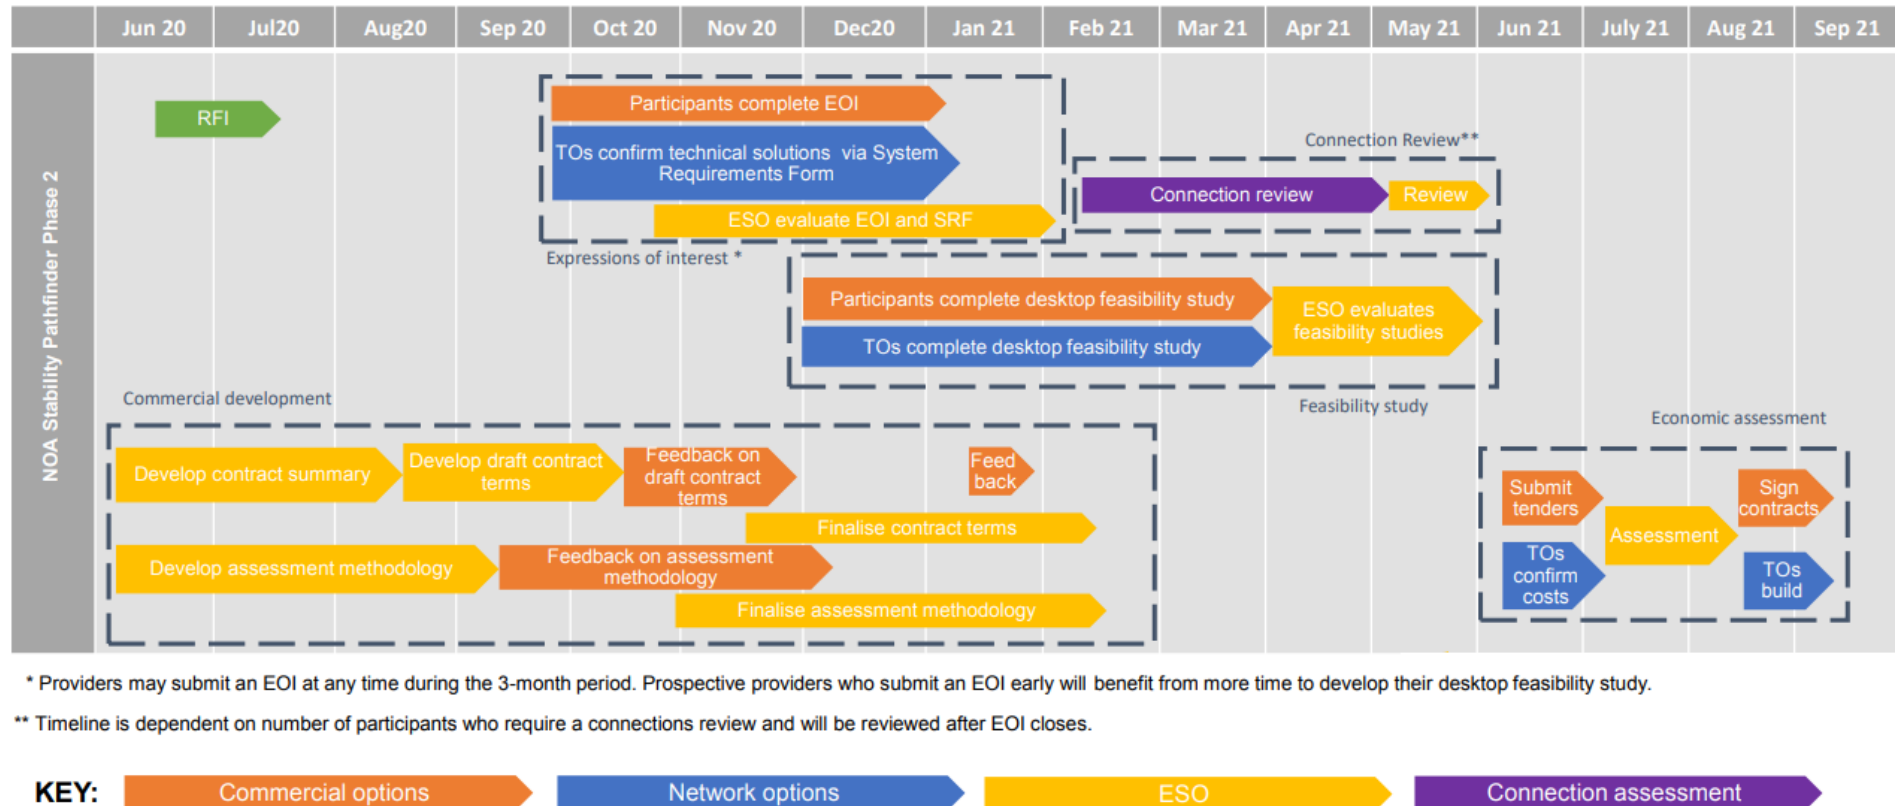 Jun 20 Jul20 Aug20 Sep 20 Oct 20 Nov 20 Dec20 Jan 21 Feb 21 Mar 21 Apr 21 May 21 Jun 21 July 21 Aug 21 Sep 21
NOA Stability Pathfinder Phase 2
RFI
Participants complete EOI
TOs confirm technical solutions via System
Requirements Form
ESO evaluate EOI and SRF
Expressions of interest *
Connection Review**
Connection review
Review
Participants complete desktop feasibility study
TOs complete desktop feasibility study
ESO evaluates
feasibility studies
Feasibility study
Commercial development
Develop contract summary
Develop draft contract
terms
Feedback on
draft contract
terms
Feed
back
Finalise contract terms
Develop assessment methodology
Feedback on assessment
methodology
Finalise assessment methodology
Economic assessment
Submit
tenders
TOs
confirm
costs
Assessment
Sign
contracts
TOs
build
* Providers may submit an EOI at any time during the 3-month period. Prospective providers who submit an EOI early will benefit from more time to develop their desktop feasibility study.
** Timeline is dependent on number of participants who require a connections review and will be reviewed after EOI closes.
KEY: Commercial options Network options ESO Connection assessment